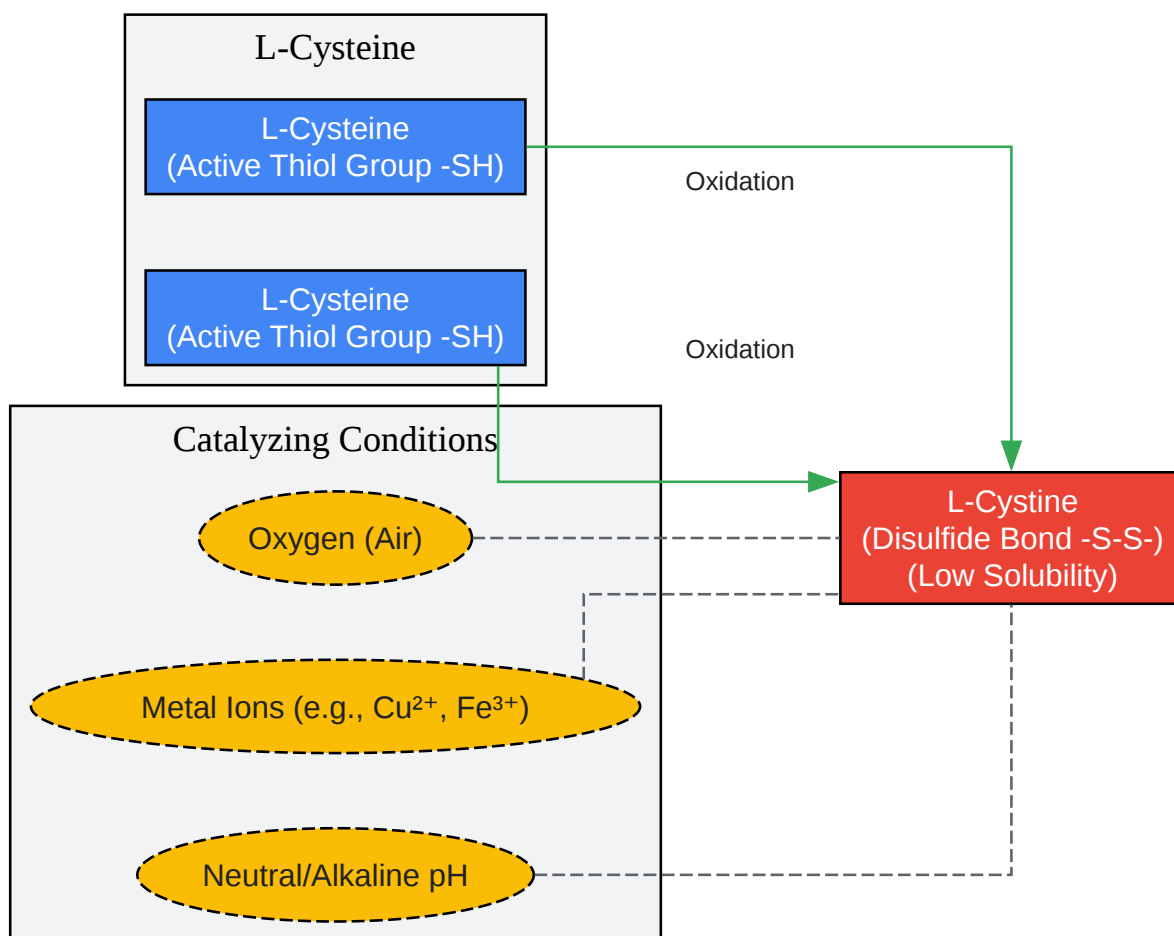 L-Cysteine
L-Cysteine
(Active Thiol Group -SH)
Oxidation
L-Cysteine
(Active Thiol Group -SH)
Oxidation
Catalyzing Conditions
Oxygen (Air)
Metal Ions (e.g., Cu²⁺, Fe³⁺)
Neutral/Alkaline pH
L-Cystine
(Disulfide Bond -S-S-)
(Low Solubility)